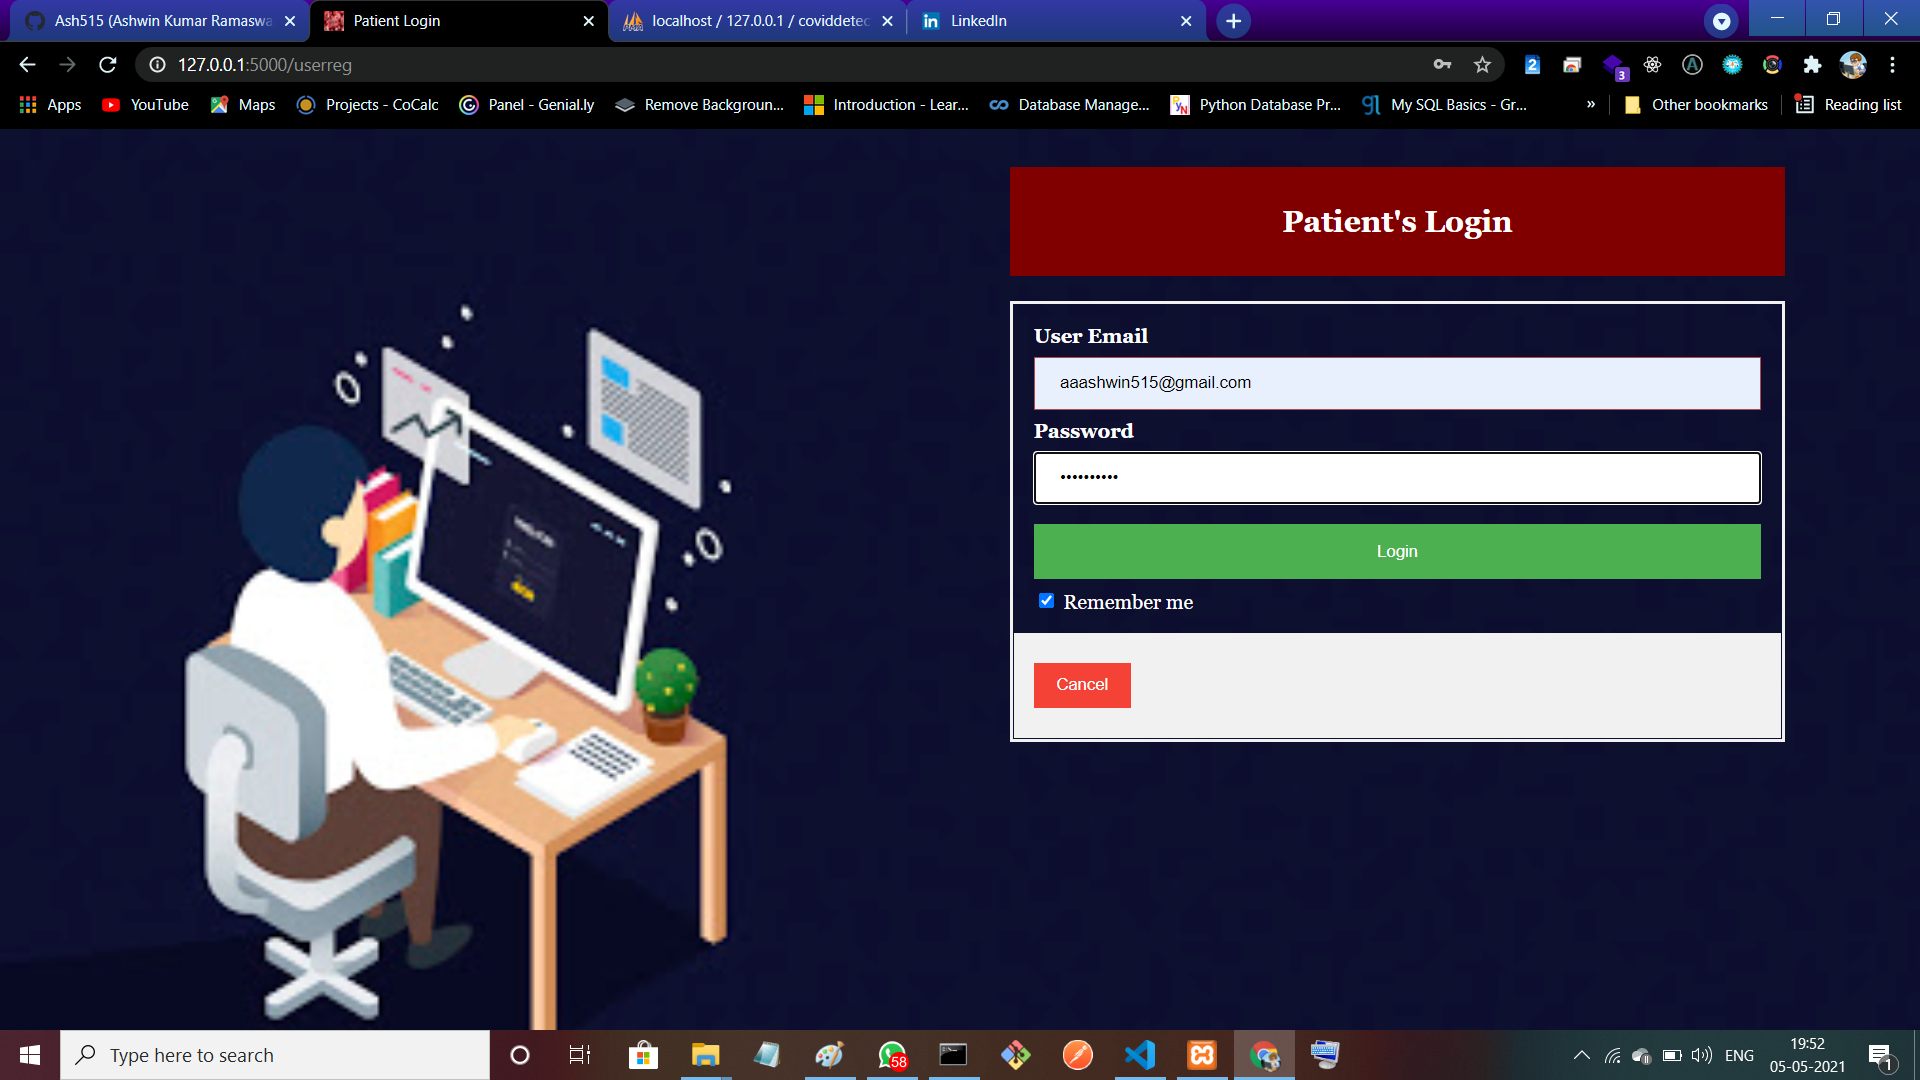 Ash515 (Ashwin Kumar Ramaswa
Patient Login
localhost / 127.0.0.1 / coviddetec
LinkedIn
127.0.0.1:5000/userreg
2
3
Apps
YouTube
Maps
Projects - CoCalc
Panel - Genial.ly
Remove Backgroun...
Introduction - Lear...
Database Manage...
Python Database Pr...
My SQL Basics - Gr...
»
Other bookmarks
Reading list
Patient's Login
User Email
aaashwin515@gmail.com
Password
••••••••••
Login
Remember me
Cancel
Type here to search
58
ENG
19:52
05-05-2021
1